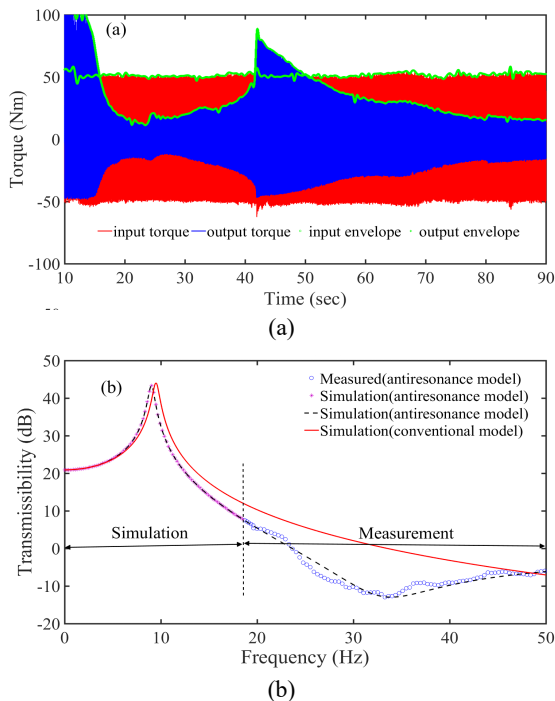 100
(a)
50
0
-50
-100
Torque (Nm)
input torque output torque input envelope output envelope
10 20 30 40 50 60 70 80 90
Time (sec)
(a)
50
40
30
20
10
0
-10
-20
Transmissibility (dB)
(b)
Measured(antiresonance model)
Simulation(antiresonance model)
Simulation(antiresonance model)
Simulation(conventional model)
Simulation Measurement
0 10 20 30 40 50
Frequency (Hz)
(b)